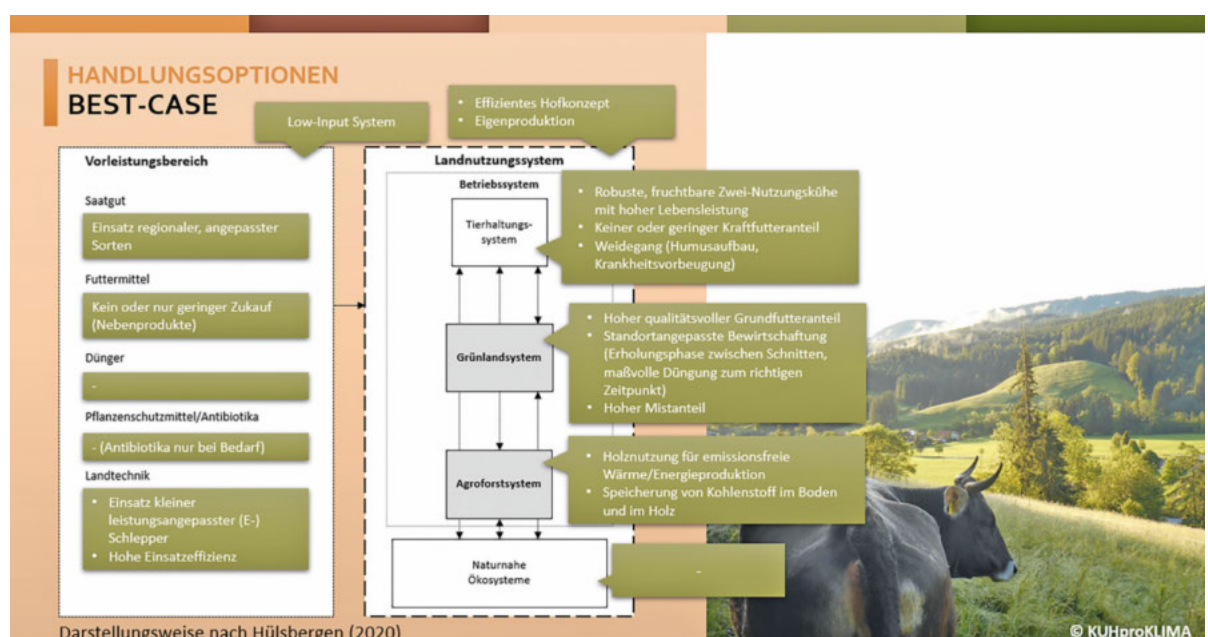 HANDLUNGSOPTIONEN
BEST-CASE
Low-Input System
• Effizientes Hofkonzept
• Eigenproduktion
Vorleistungsbereich
Saatgut
Einsatz regionaler, angepasster
Sorten
Futtermittel
Kein oder nur geringer Zukauf
(Nebenprodukte)
Dünger
-
Pflanzenschutzmittel/Antibiotika
- (Antibiotika nur bei Bedarf)
Landtechnik
• Einsatz kleiner
leistungsangepasster (E-)
Schlepper
• Hohe Einsatzeffizienz
Landnutzungssystem
Betriebssystem
Tierhaltungs-
system
• Robuste, fruchtbare Zwei-Nutzungskühe
mit hoher Lebensleistung
• Keiner oder geringer Kraftfutteranteil
• Weidegang (Humusaufbau,
Krankheitsvorbeugung)
Grünlandsystem
• Hoher qualitätsvoller Grundfutteranteil
• Standortangepasste Bewirtschaftung
(Erholungsphase zwischen Schnitten,
maßvolle Düngung zum richtigen
Zeitpunkt)
• Hoher Mistanteil
Agroforstsystem
• Holznutzung für emissionsfreie
Wärme/Energieproduktion
• Speicherung von Kohlenstoff im Boden
und im Holz
Naturnahe
Ökosysteme
-
Darstellungsweise nach Hülsbergen (2020)
© KUHproKLIMA